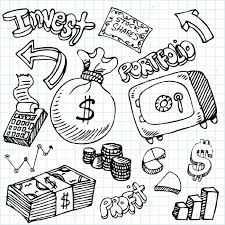 Invest
STOCK
SHARES
PORTFOLIO
$
$
PROFIT